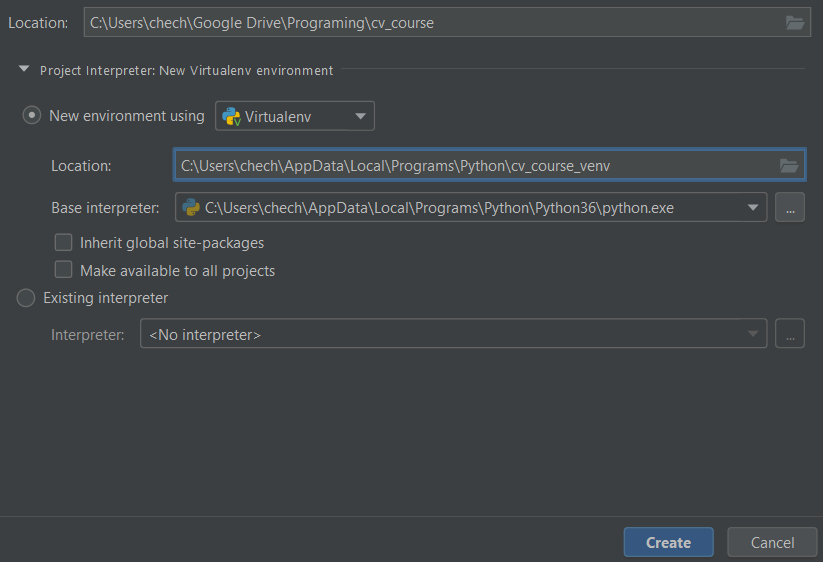 Location: C:\Users\chech\Google Drive\Programing\cv_course
Project Interpreter: New Virtualenv environment
New environment using Virtualenv
Location: C:\Users\chech\AppData\Local\Programs\Python\cv_course_venv
Base interpreter: C:\Users\chech\AppData\Local\Programs\Python\Python36\python.exe ...
Inherit global site-packages
Make available to all projects
Existing interpreter
Interpreter: <No interpreter> ...
Create Cancel